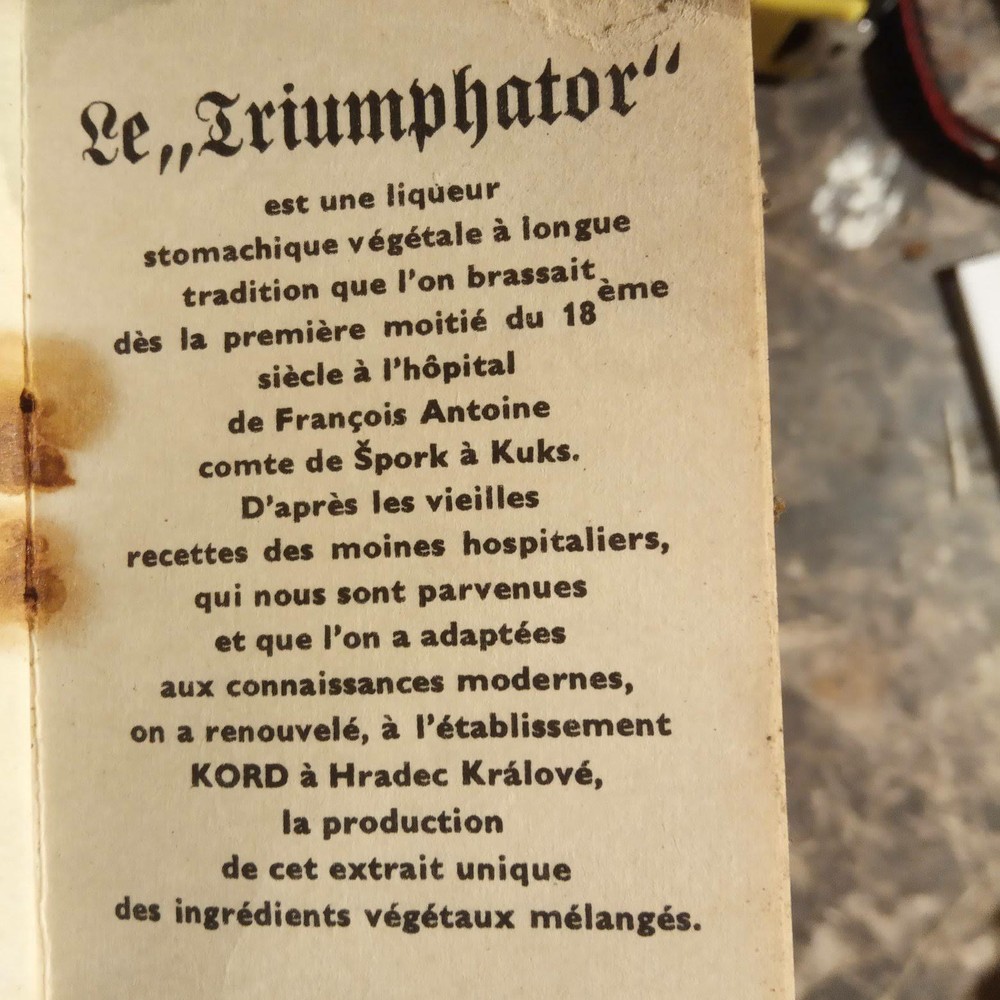 Le „Triumphator“
est une liqueur
stomachique végétale à longue
tradition que l'on brassait
dès la première moitié du 18ème
siècle à l'hôpital
de François Antoine
comte de Špork à Kuks.
D'après les vieilles
recettes des moines hospitaliers,
qui nous sont parvenues
et que l'on a adaptées
aux connaissances modernes,
on a renouvelé, à l'établissement
KORD à Hradec Králové,
la production
de cet extrait unique
des ingrédients végétaux mélangés.